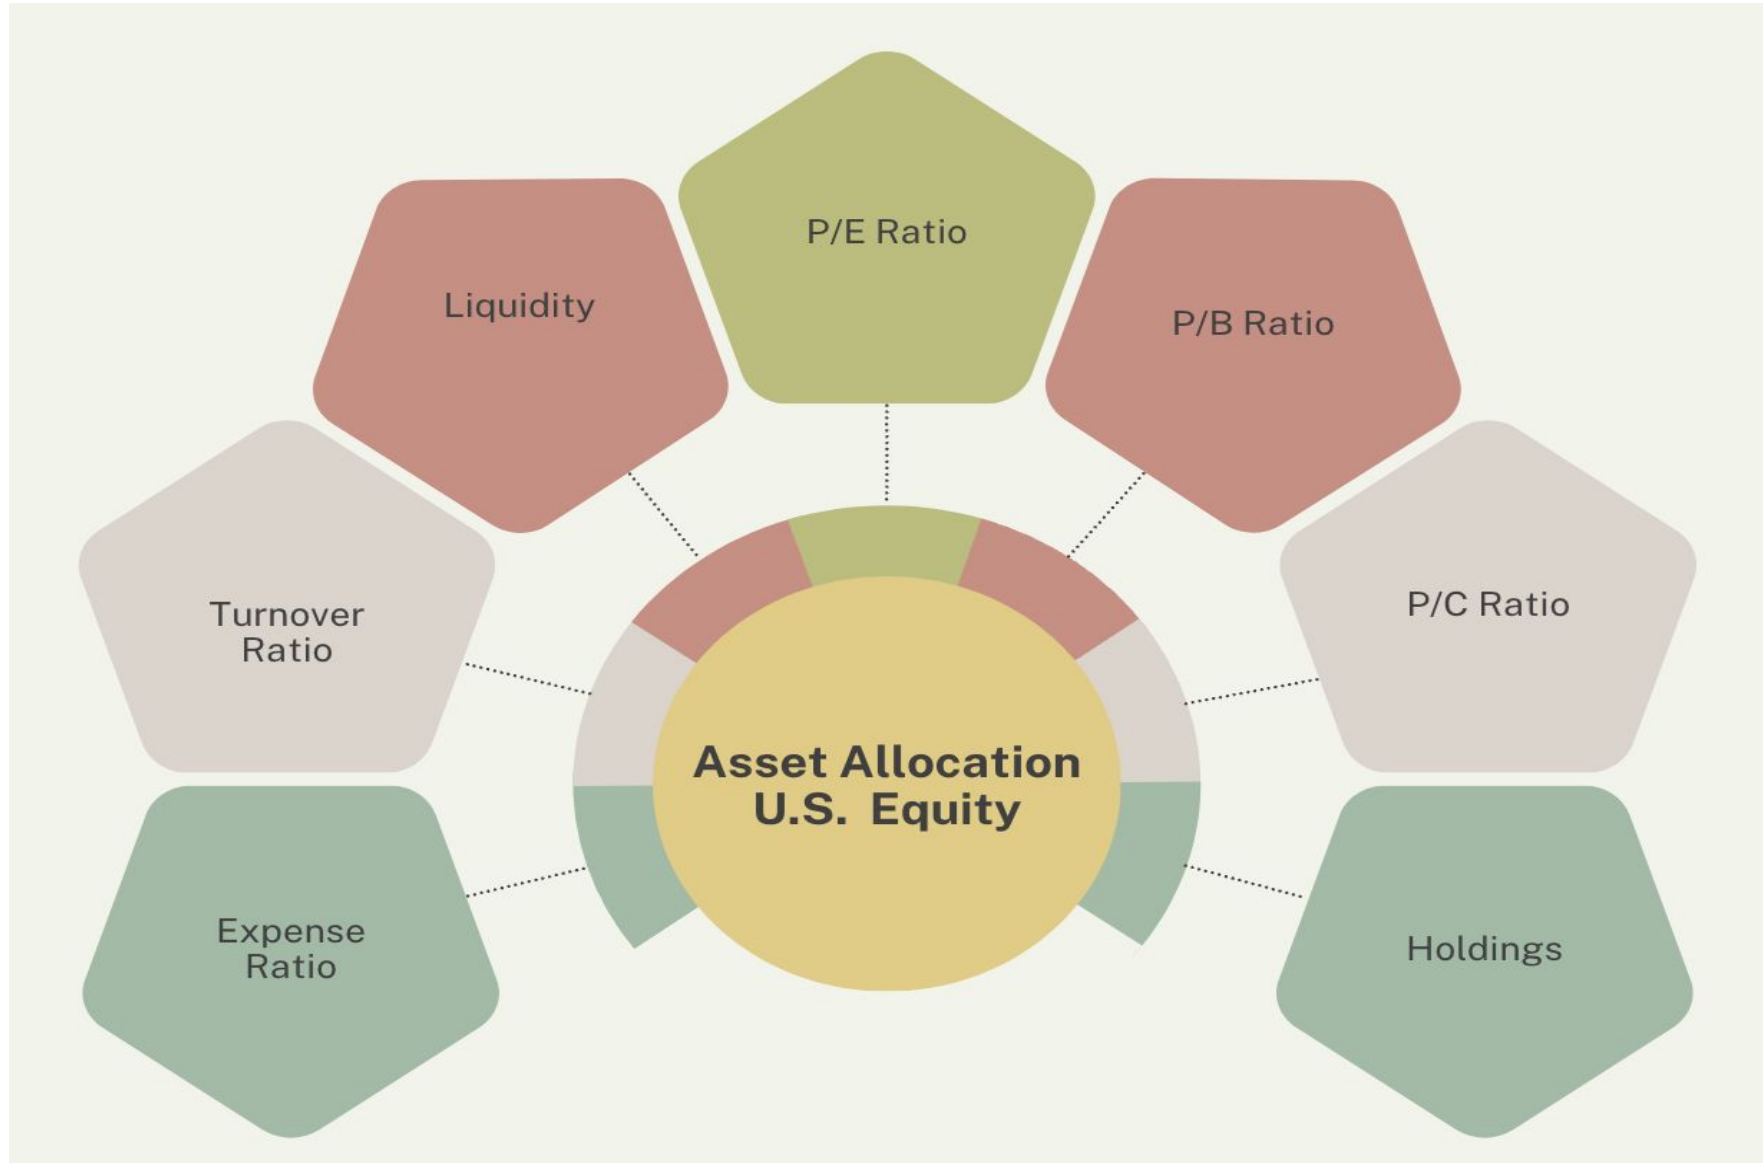 P/E Ratio
Liquidity
P/B Ratio
Turnover
Ratio
P/C Ratio
Asset Allocation
U.S. Equity
Expense
Ratio
Holdings